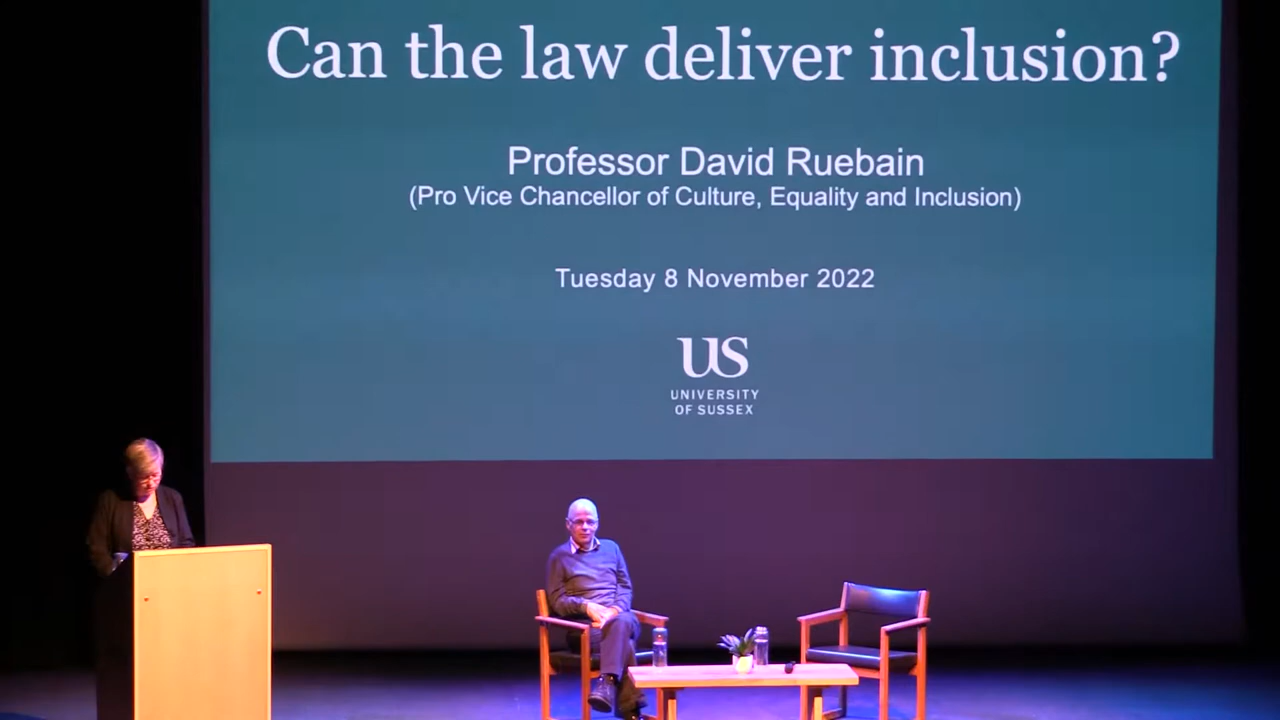 Can the law deliver inclusion?
Professor David Ruebain
(Pro Vice Chancellor of Culture, Equality and Inclusion)
Tuesday 8 November 2022
US
UNIVERSITY
OF SUSSEX